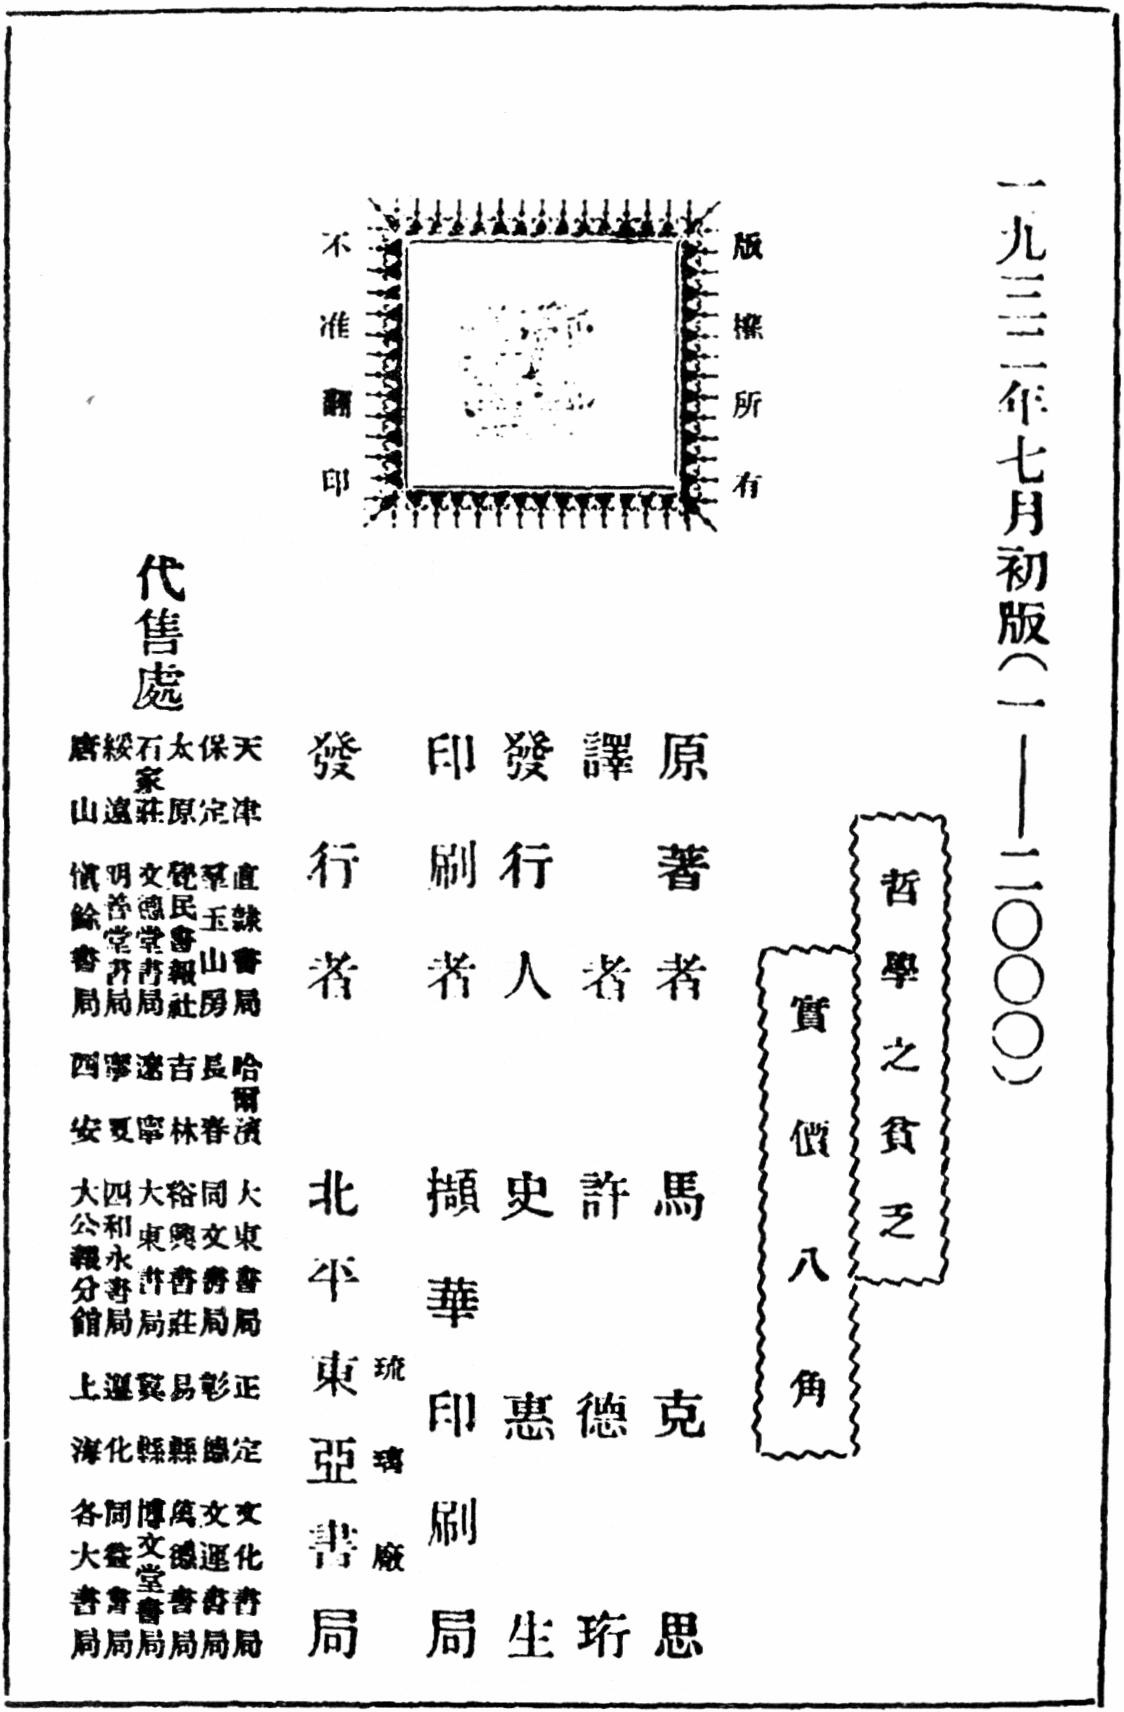 一九三二年七月初版(一——二〇〇〇)
哲學之貧乏
實價八角
版權所有
不准翻印
原著者 馬克思
譯者 許德珩
發行人 史惠生
印刷者 擷華印刷局
琉璃廠
發行者 北平東亞書局
代售處
天津 直隸書局 哈爾濱 大東書局 正定 文化書局
保定 羣玉山房 長春 同文書局 彰德 文運書局
太原 覺民書報社 吉林 裕興書莊 易縣 萬德書局
石家莊 文德堂書局 遼寧 大東書局 冀縣 博文堂書局
綏遠 明善堂書局 寧夏 四和永書局 遵化 同益書局
唐山 慎餘書局 西安 大公報分館 上海 各大書局